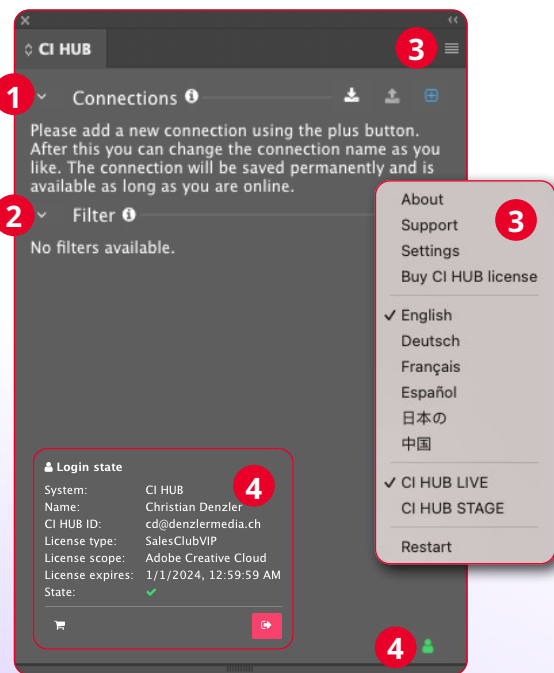 CI HUB
3
1
Connections
Please add a new connection using the plus button.
After this you can change the connection name as you
like. The connection will be saved permanently and is
available as long as you are online.
2
Filter
No filters available.
3
About
Support
Settings
Buy CI HUB license
English
Deutsch
Français
Español
日本の
中国
CI HUB LIVE
CI HUB STAGE
Restart
Login state
4
System: CI HUB
Name: Christian Denzler
CI HUB ID: cd@denzlermedia.ch
License type: SalesClubVIP
License scope: Adobe Creative Cloud
License expires: 1/1/2024, 12:59:59 AM
State:
4